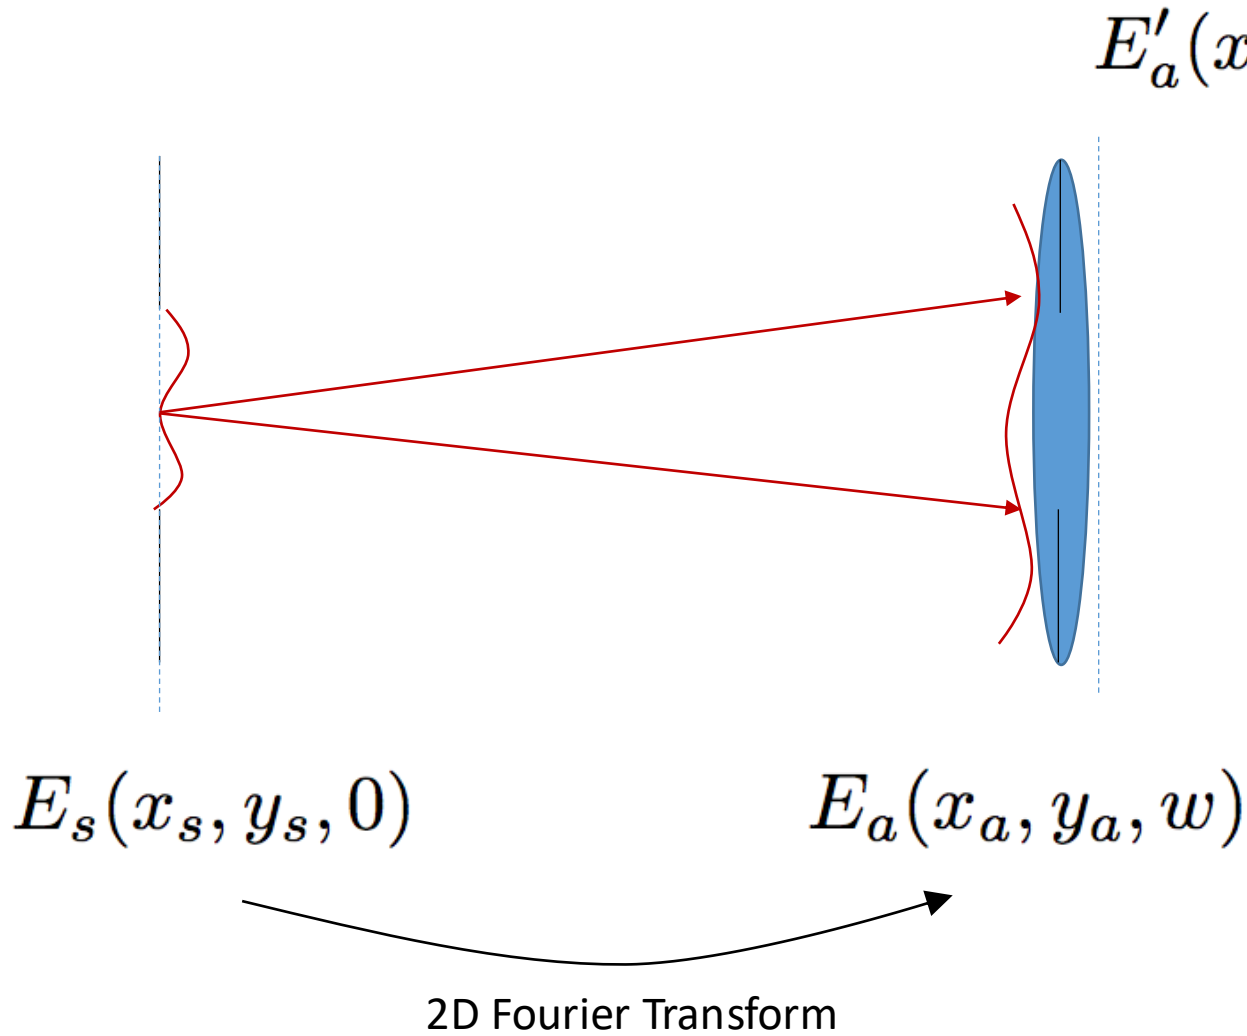 E′ₐ(x
Eₛ(xₛ, yₛ, 0)
Eₐ(xₐ, yₐ, w)
2D Fourier Transform